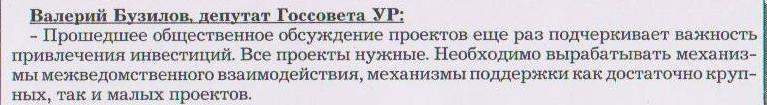 Валерий Бузилов, депутат Госсовета УР:
- Прошедшее общественное обсуждение проектов еще раз подчеркивает важность
привлечения инвестиций. Все проекты нужные. Необходимо вырабатывать механиз-
мы межведомственного взаимодействия, механизмы поддержки как достаточно круп-
ных, так и малых проектов.